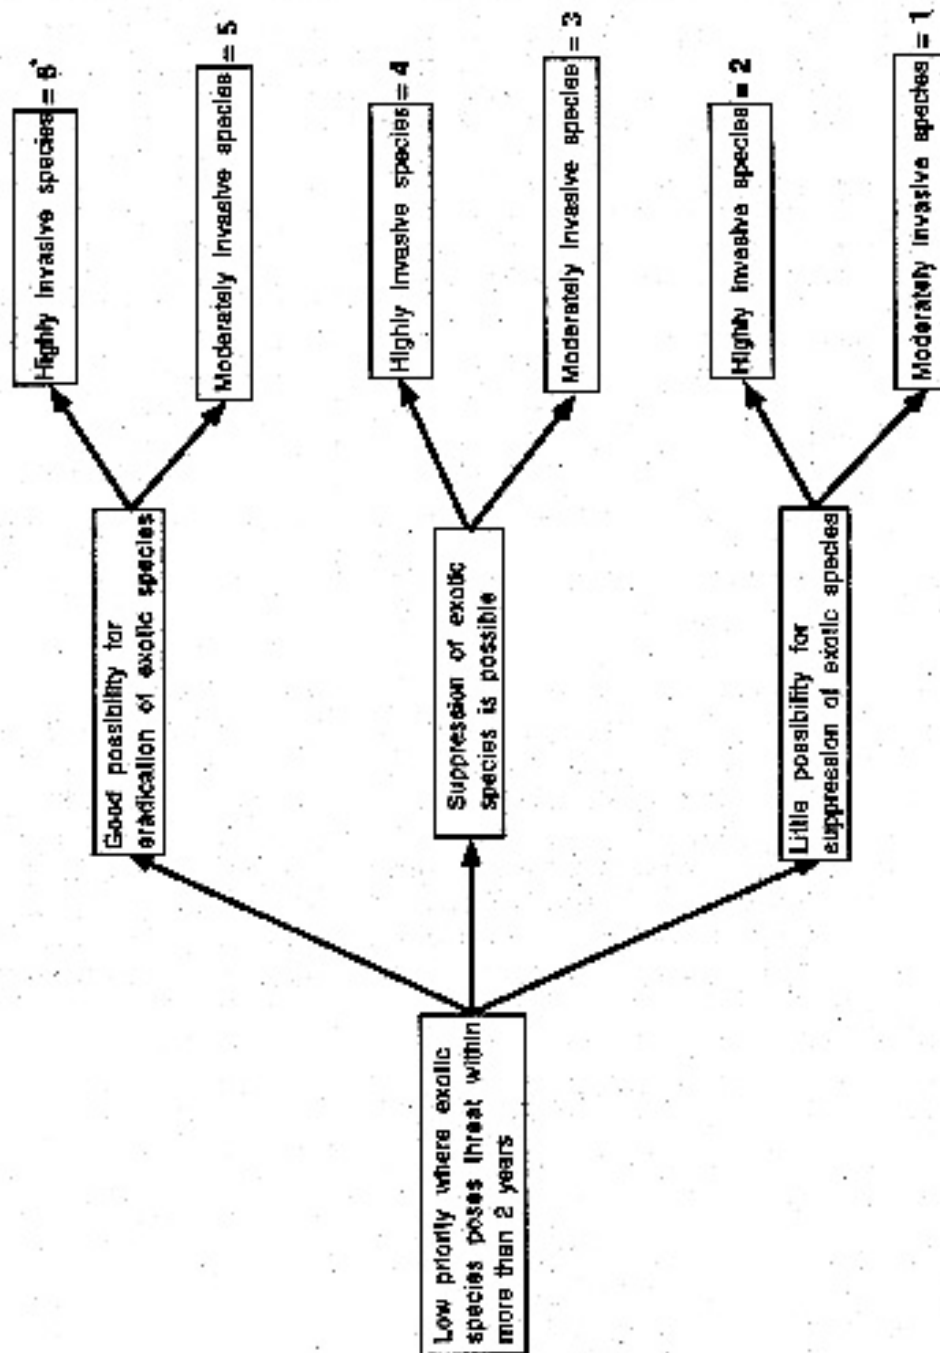 Low priority where exotic
species poses threat within
more than 2 years
Good possibility for
eradication of exotic species
Highly invasive species = 6*
Moderately invasive species = 5
Suppression of exotic
species is possible
Highly invasive species = 4
Moderately invasive species = 3
Little possibility for
suppression of exotic species
Highly invasive species = 2
Moderately invasive species = 1